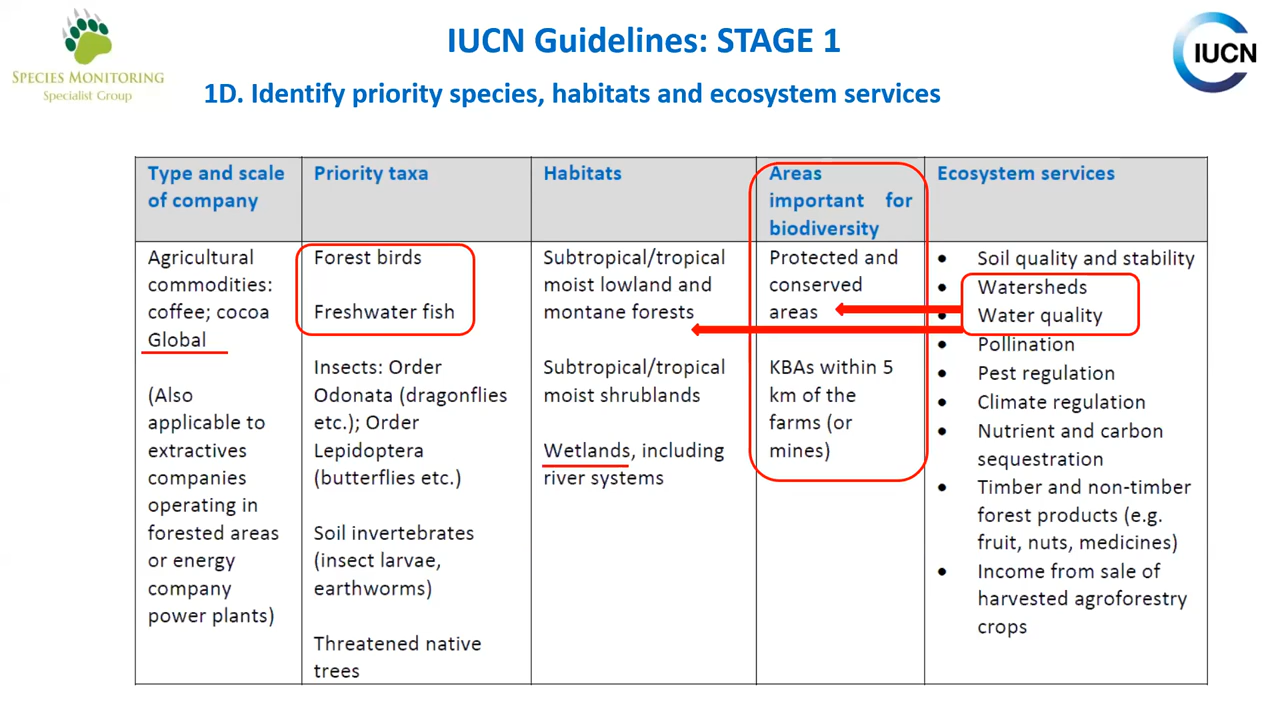 IUCN Guidelines: STAGE 1
SPECIES MONITORING
Specialist Group
IUCN
1D. Identify priority species, habitats and ecosystem services
Type and scale
of company
Priority taxa
Habitats
Areas
important for
biodiversity
Ecosystem services
Agricultural
commodities:
coffee; cocoa
Global
(Also
applicable to
extractives
companies
operating in
forested areas
or energy
company
power plants)
Forest birds
Freshwater fish
Insects: Order
Odonata (dragonflies
etc.); Order
Lepidoptera
(butterflies etc.)
Soil invertebrates
(insect larvae,
earthworms)
Threatened native
trees
Subtropical/tropical
moist lowland and
montane forests
Subtropical/tropical
moist shrublands
Wetlands, including
river systems
Protected and
conserved
areas
KBAs within 5
km of the
farms (or
mines)
• Soil quality and stability
• Watersheds
• Water quality
• Pollination
• Pest regulation
• Climate regulation
• Nutrient and carbon
sequestration
• Timber and non-timber
forest products (e.g.
fruit, nuts, medicines)
• Income from sale of
harvested agroforestry
crops